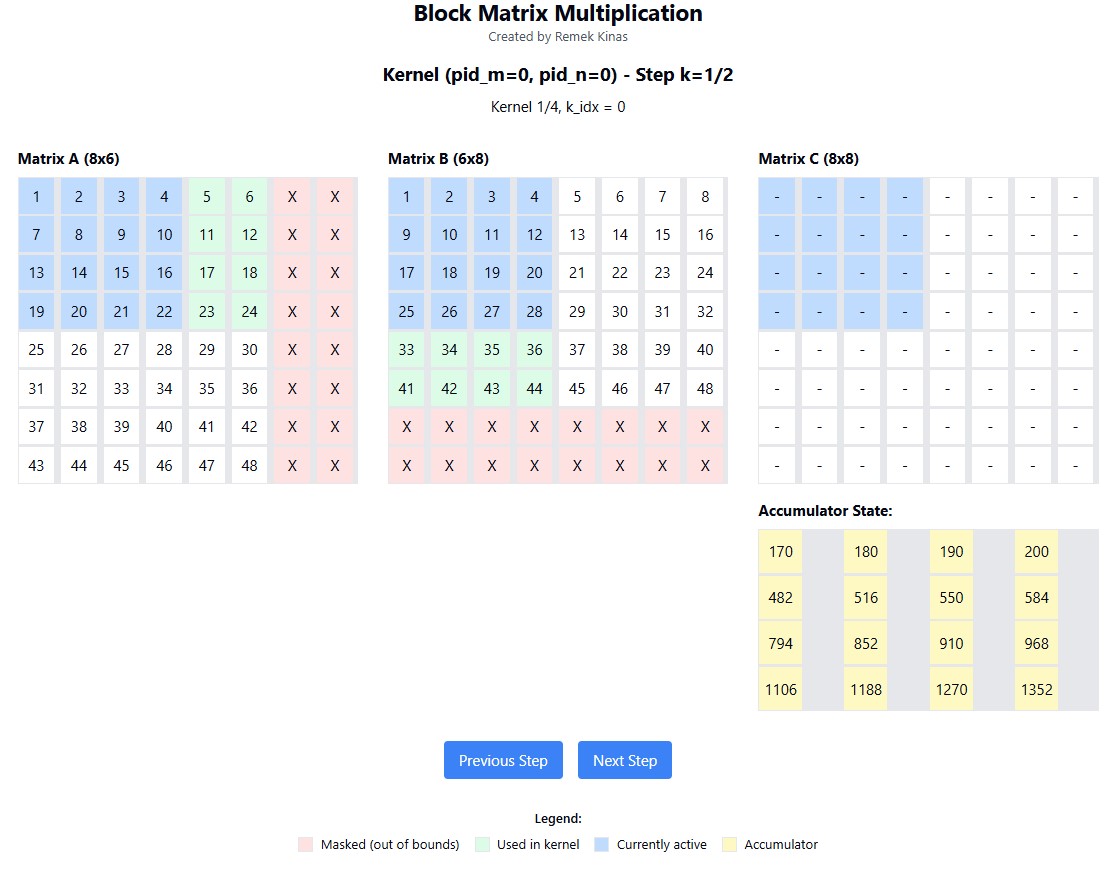 Block Matrix Multiplication
Created by Remek Kinas
Kernel (pid_m=0, pid_n=0) - Step k=1/2
Kernel 1/4, k_idx = 0
Matrix A (8x6)
1 2 3 4 5 6 X X
7 8 9 10 11 12 X X
13 14 15 16 17 18 X X
19 20 21 22 23 24 X X
25 26 27 28 29 30 X X
31 32 33 34 35 36 X X
37 38 39 40 41 42 X X
43 44 45 46 47 48 X X
Matrix B (6x8)
1 2 3 4 5 6 7 8
9 10 11 12 13 14 15 16
17 18 19 20 21 22 23 24
25 26 27 28 29 30 31 32
33 34 35 36 37 38 39 40
41 42 43 44 45 46 47 48
X X X X X X X X
X X X X X X X X
Matrix C (8x8)
- - - - - - - -
- - - - - - - -
- - - - - - - -
- - - - - - - -
- - - - - - - -
- - - - - - - -
- - - - - - - -
- - - - - - - -
Accumulator State:
170 180 190 200
482 516 550 584
794 852 910 968
1106 1188 1270 1352
Previous Step Next Step
Legend:
Masked (out of bounds) Used in kernel Currently active Accumulator